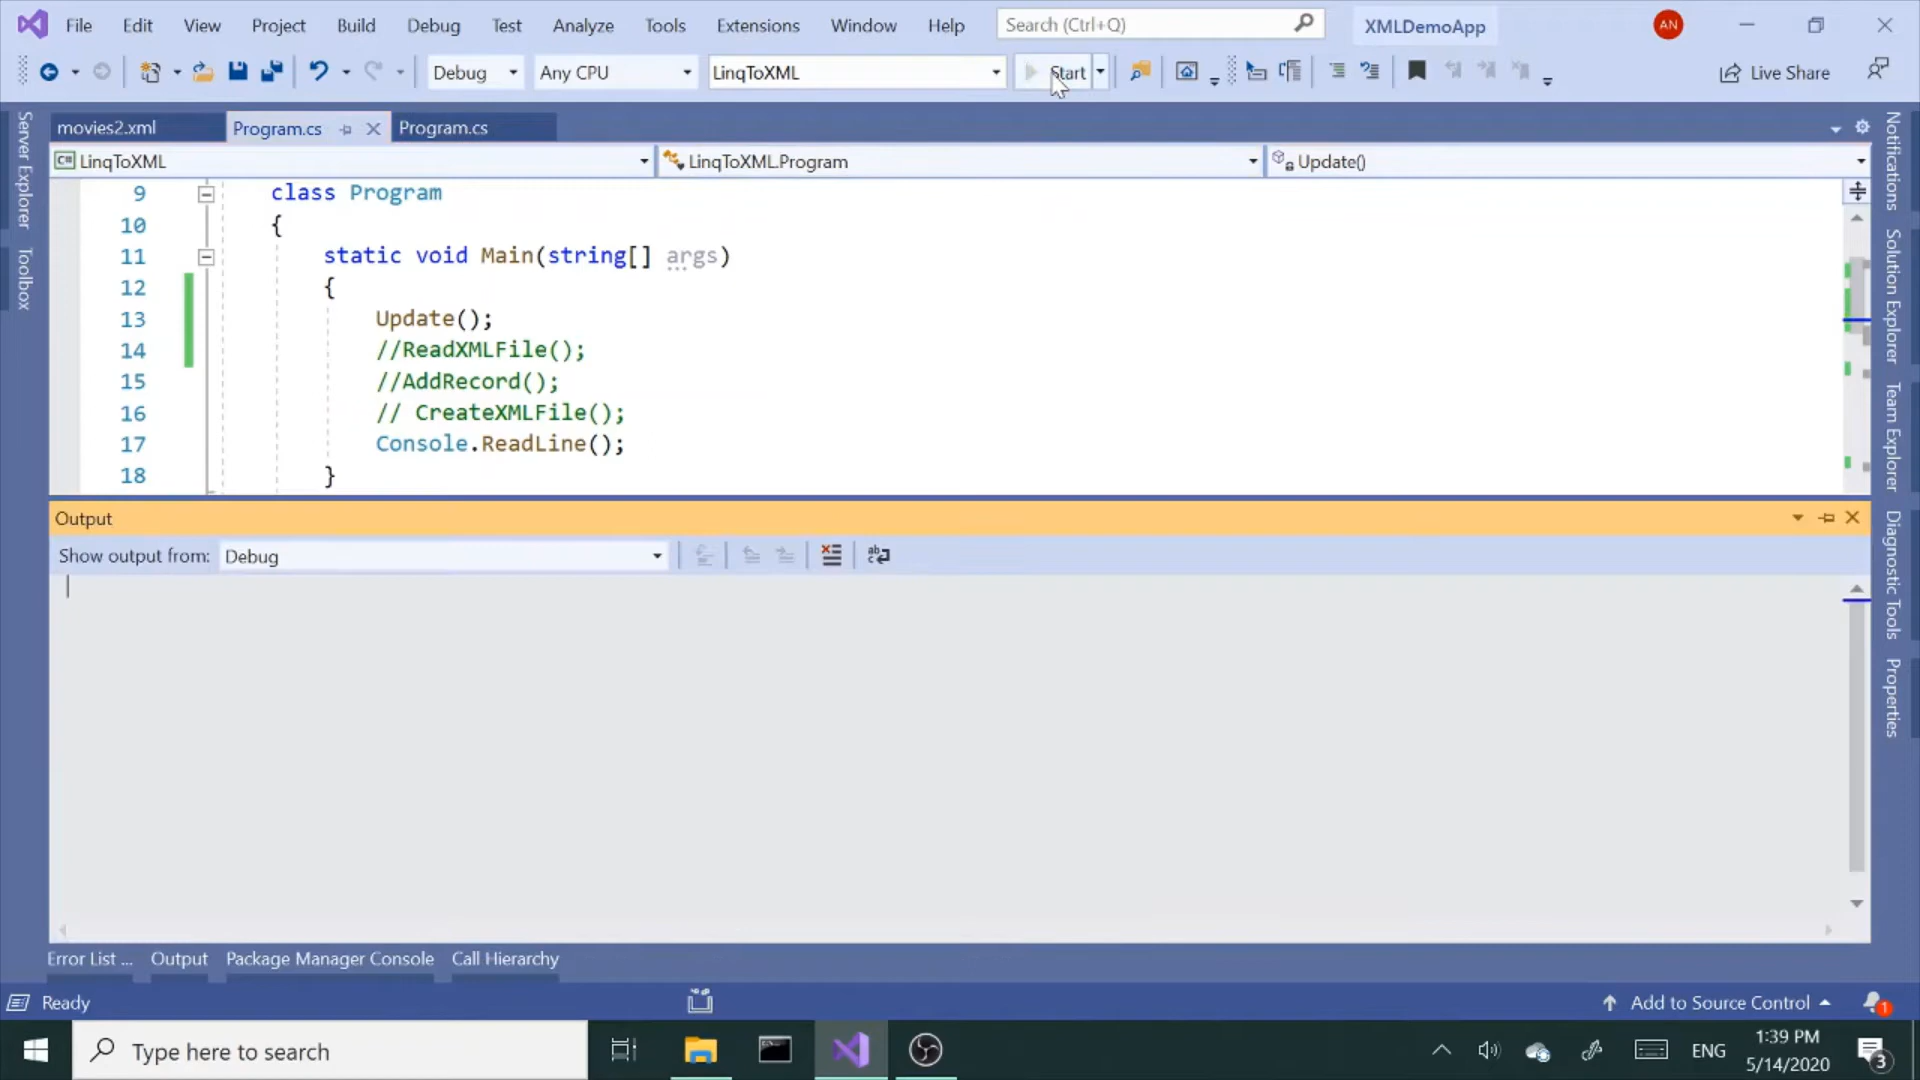 File Edit View Project Build Debug Test Analyze Tools Extensions Window Help Search (Ctrl+Q) XMLDemoApp AN
Debug Any CPU LinqToXML Start Live Share
movies2.xml Program.cs Program.cs
C# LinqToXML LinqToXML.Program Update()
9 class Program
10 {
11 static void Main(string[] args)
12 {
13 Update();
14 //ReadXMLFile();
15 //AddRecord();
16 // CreateXMLFile();
17 Console.ReadLine();
18 }
Server Explorer
Toolbox
Notifications
Solution Explorer
Team Explorer
Diagnostic Tools
Properties
Output
Show output from: Debug
Error List ... Output Package Manager Console Call Hierarchy
Ready Add to Source Control 1
Type here to search ENG 1:39 PM
5/14/2020 3